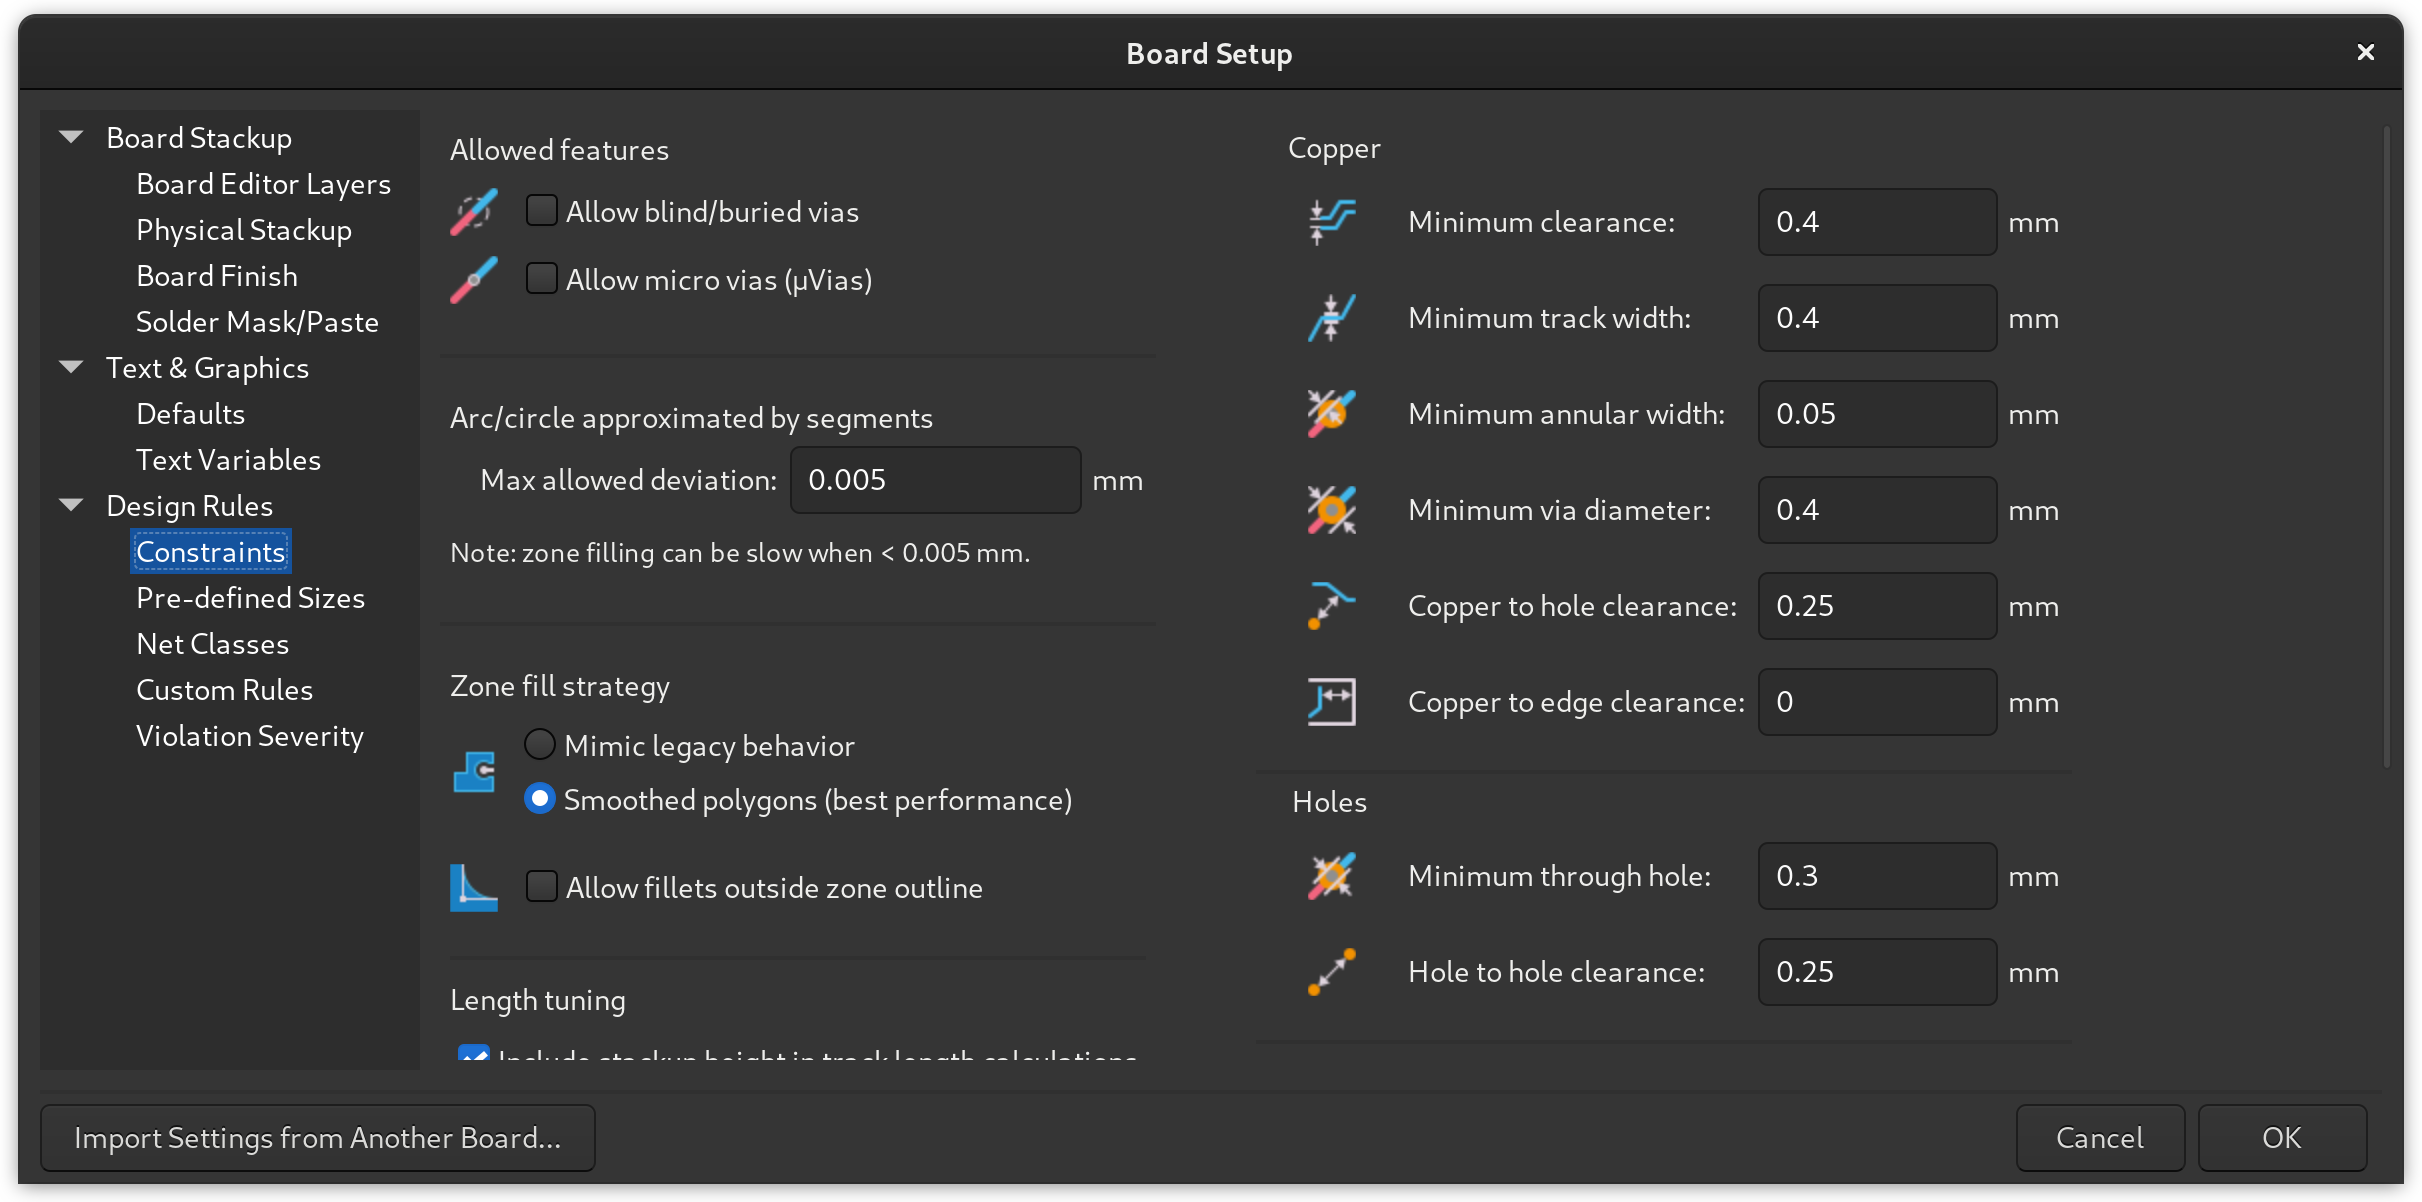 Board Setup
Board Stackup
Board Editor Layers
Physical Stackup
Board Finish
Solder Mask/Paste
Text & Graphics
Defaults
Text Variables
Design Rules
Constraints
Pre-defined Sizes
Net Classes
Custom Rules
Violation Severity
Allowed features
Allow blind/buried vias
Allow micro vias (µVias)
Arc/circle approximated by segments
Max allowed deviation: 0.005 mm
Note: zone filling can be slow when < 0.005 mm.
Zone fill strategy
Mimic legacy behavior
Smoothed polygons (best performance)
Allow fillets outside zone outline
Length tuning
Include stackup height in track length calculations
Copper
Minimum clearance: 0.4 mm
Minimum track width: 0.4 mm
Minimum annular width: 0.05 mm
Minimum via diameter: 0.4 mm
Copper to hole clearance: 0.25 mm
Copper to edge clearance: 0 mm
Holes
Minimum through hole: 0.3 mm
Hole to hole clearance: 0.25 mm
Import Settings from Another Board...
Cancel
OK